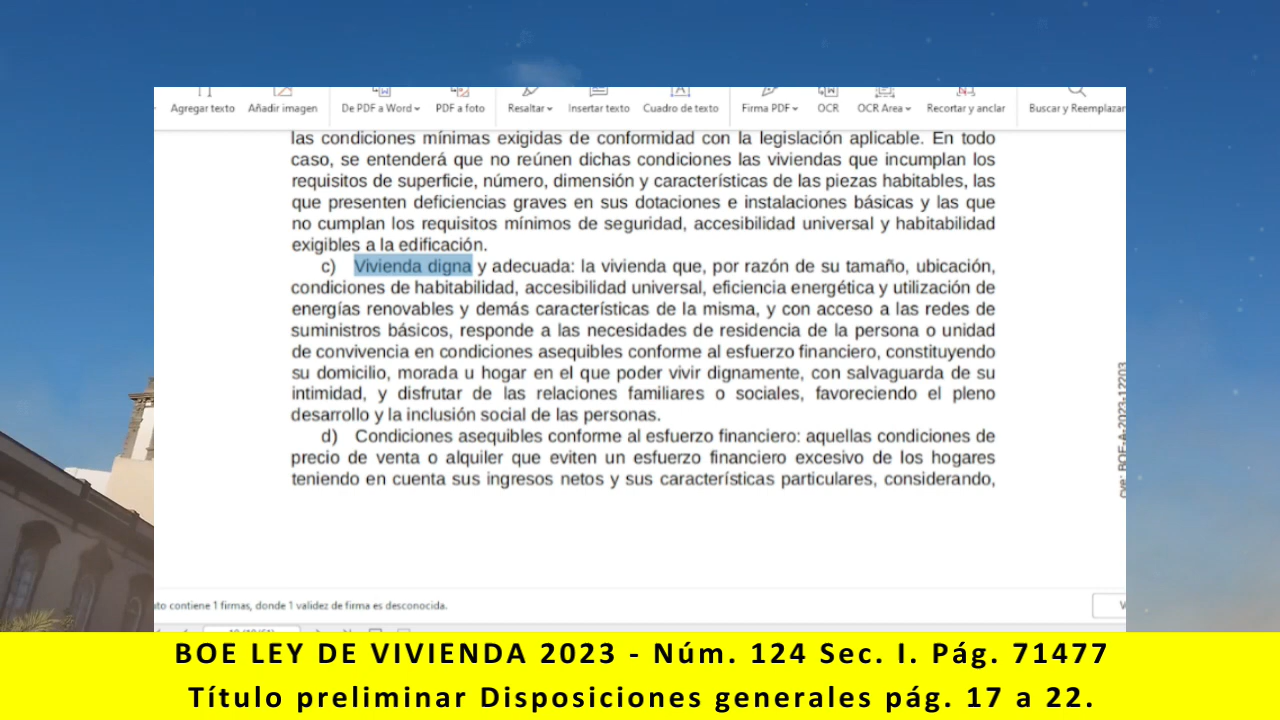 Agregar texto Añadir imagen De PDF a Word PDF a foto Resaltar Insertar texto Cuadro de texto Firma PDF OCR OCR Area Recortar y anclar Buscar y Reemplazar
las condiciones mínimas exigidas de conformidad con la legislación aplicable. En todo
caso, se entenderá que no reúnen dichas condiciones las viviendas que incumplan los
requisitos de superficie, número, dimensión y características de las piezas habitables, las
que presenten deficiencias graves en sus dotaciones e instalaciones básicas y las que
no cumplan los requisitos mínimos de seguridad, accesibilidad universal y habitabilidad
exigibles a la edificación.
c) Vivienda digna y adecuada: la vivienda que, por razón de su tamaño, ubicación,
condiciones de habitabilidad, accesibilidad universal, eficiencia energética y utilización de
energías renovables y demás características de la misma, y con acceso a las redes de
suministros básicos, responde a las necesidades de residencia de la persona o unidad
de convivencia en condiciones asequibles conforme al esfuerzo financiero, constituyendo
su domicilio, morada u hogar en el que poder vivir dignamente, con salvaguarda de su
intimidad, y disfrutar de las relaciones familiares o sociales, favoreciendo el pleno
desarrollo y la inclusión social de las personas.
d) Condiciones asequibles conforme al esfuerzo financiero: aquellas condiciones de
precio de venta o alquiler que eviten un esfuerzo financiero excesivo de los hogares
teniendo en cuenta sus ingresos netos y sus características particulares, considerando,
cve: BOE-A-2023-12203
contiene 1 firmas, donde 1 validez de firma es desconocida.
BOE LEY DE VIVIENDA 2023 - Núm. 124 Sec. I. Pág. 71477
Título preliminar Disposiciones generales pág. 17 a 22.